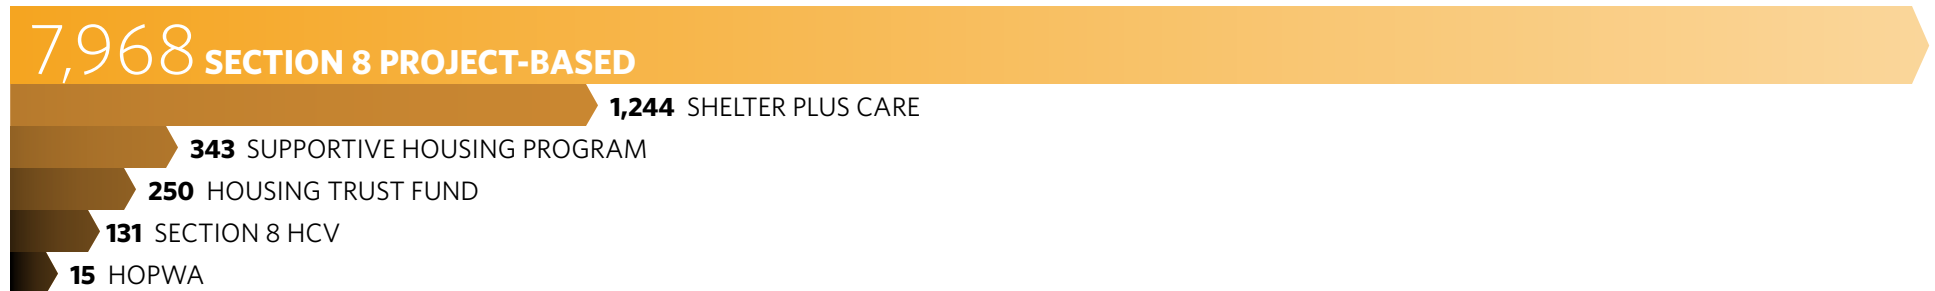 7,968 SECTION 8 PROJECT-BASED
1,244 SHELTER PLUS CARE
343 SUPPORTIVE HOUSING PROGRAM
250 HOUSING TRUST FUND
131 SECTION 8 HCV
15 HOPWA